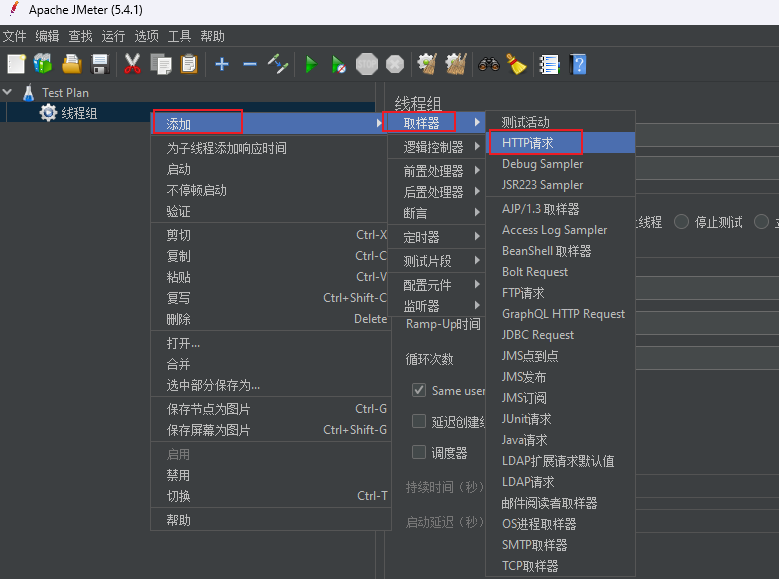 Apache JMeter (5.4.1)
文件 编辑 查找 运行 选项 工具 帮助
Test Plan
线程组
添加
为子线程添加响应时间
启动
不停顿启动
验证
剪切 Ctrl-X
复制 Ctrl-C
粘贴 Ctrl-V
复写 Ctrl+Shift-C
删除 Delete
打开...
合并
选中部分保存为...
保存节点为图片 Ctrl-G
保存屏幕为图片 Ctrl+Shift-G
启用
禁用
切换 Ctrl-T
帮助
线程组
取样器
逻辑控制器
前置处理器
后置处理器
断言
定时器
测试片段
配置元件
监听器
Ramp-Up时间
循环次数
Same user
延迟创建
调度器
持续时间（秒）
启动延迟（秒）
测试活动
HTTP请求
Debug Sampler
JSR223 Sampler
AJP/1.3 取样器
Access Log Sampler
BeanShell 取样器
Bolt Request
FTP请求
GraphQL HTTP Request
JDBC Request
JMS点到点
JMS发布
JMS订阅
JUnit请求
Java请求
LDAP扩展请求默认值
LDAP请求
邮件阅读者取样器
OS进程取样器
SMTP取样器
TCP取样器
线程 停止测试